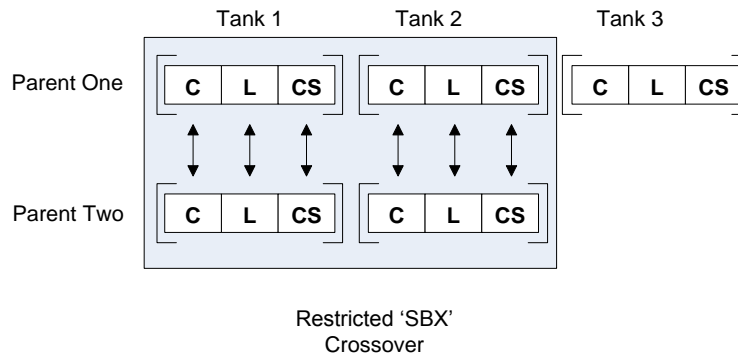 Tank 1 Tank 2 Tank 3
Parent One C L CS C L CS C L CS
Parent Two C L CS C L CS
Restricted ‘SBX’
Crossover